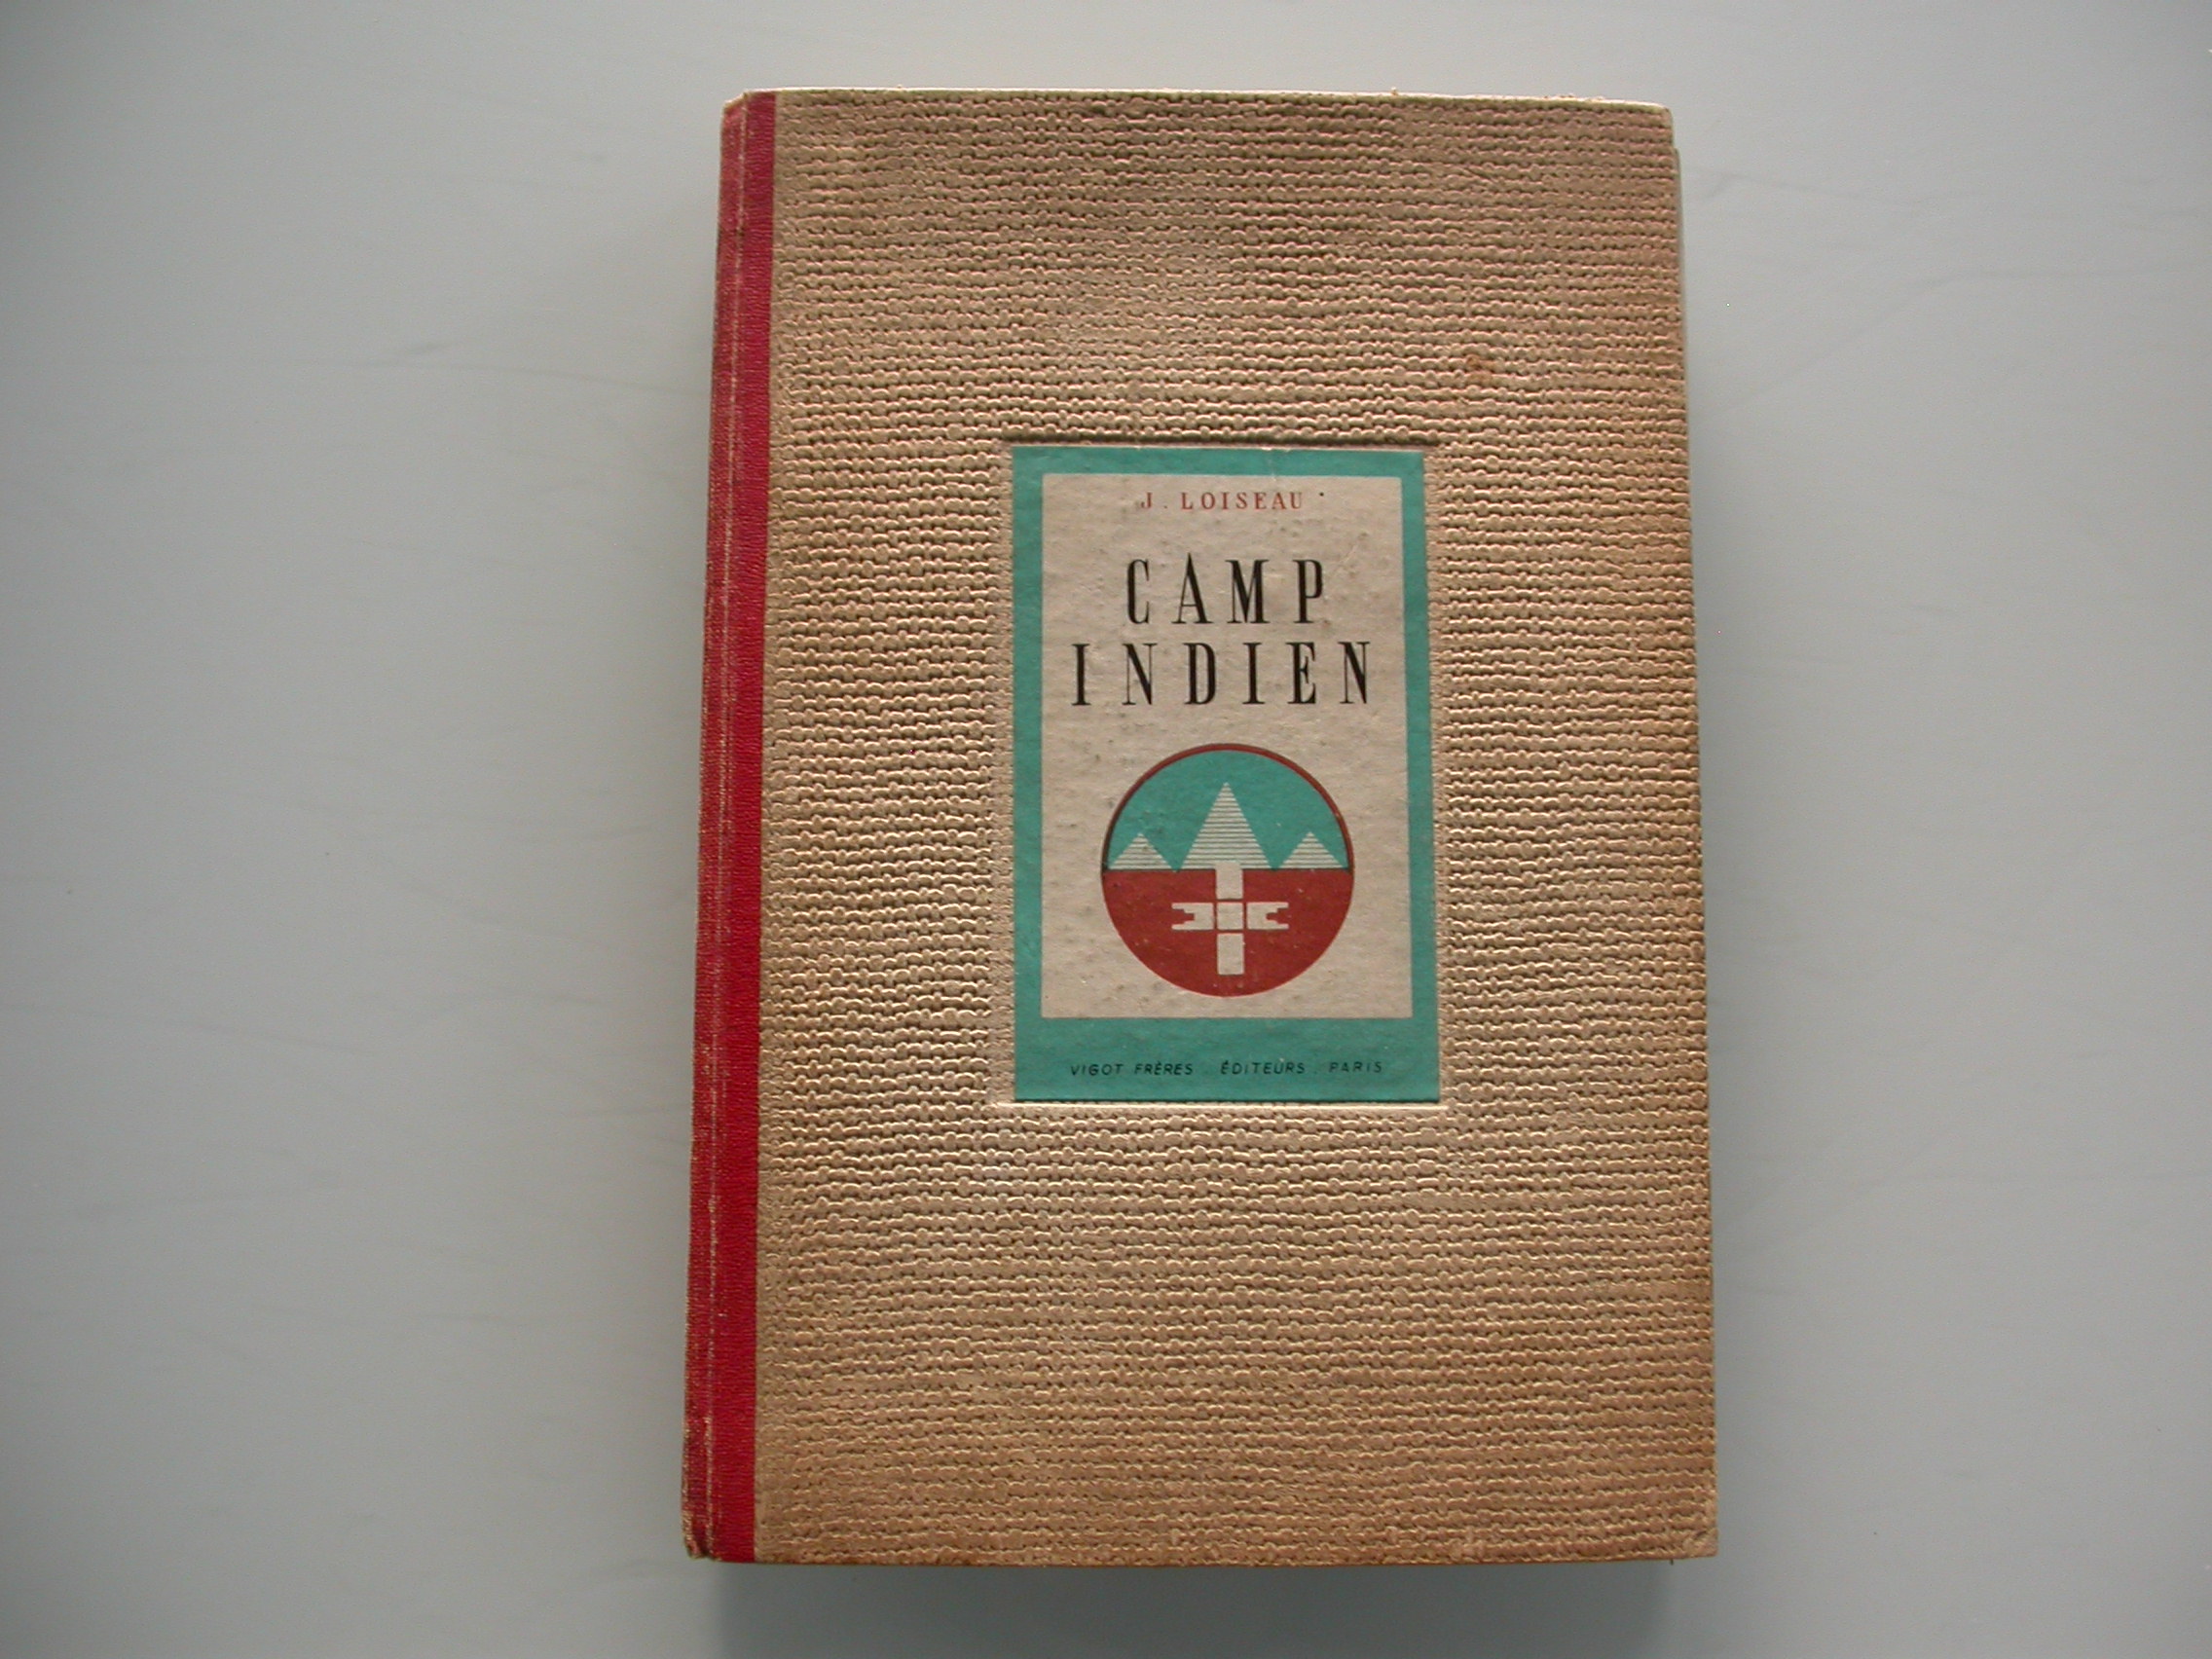 J. LOISEAU
CAMP
INDIEN
VIGOT FRÈRES . ÉDITEURS . PARIS